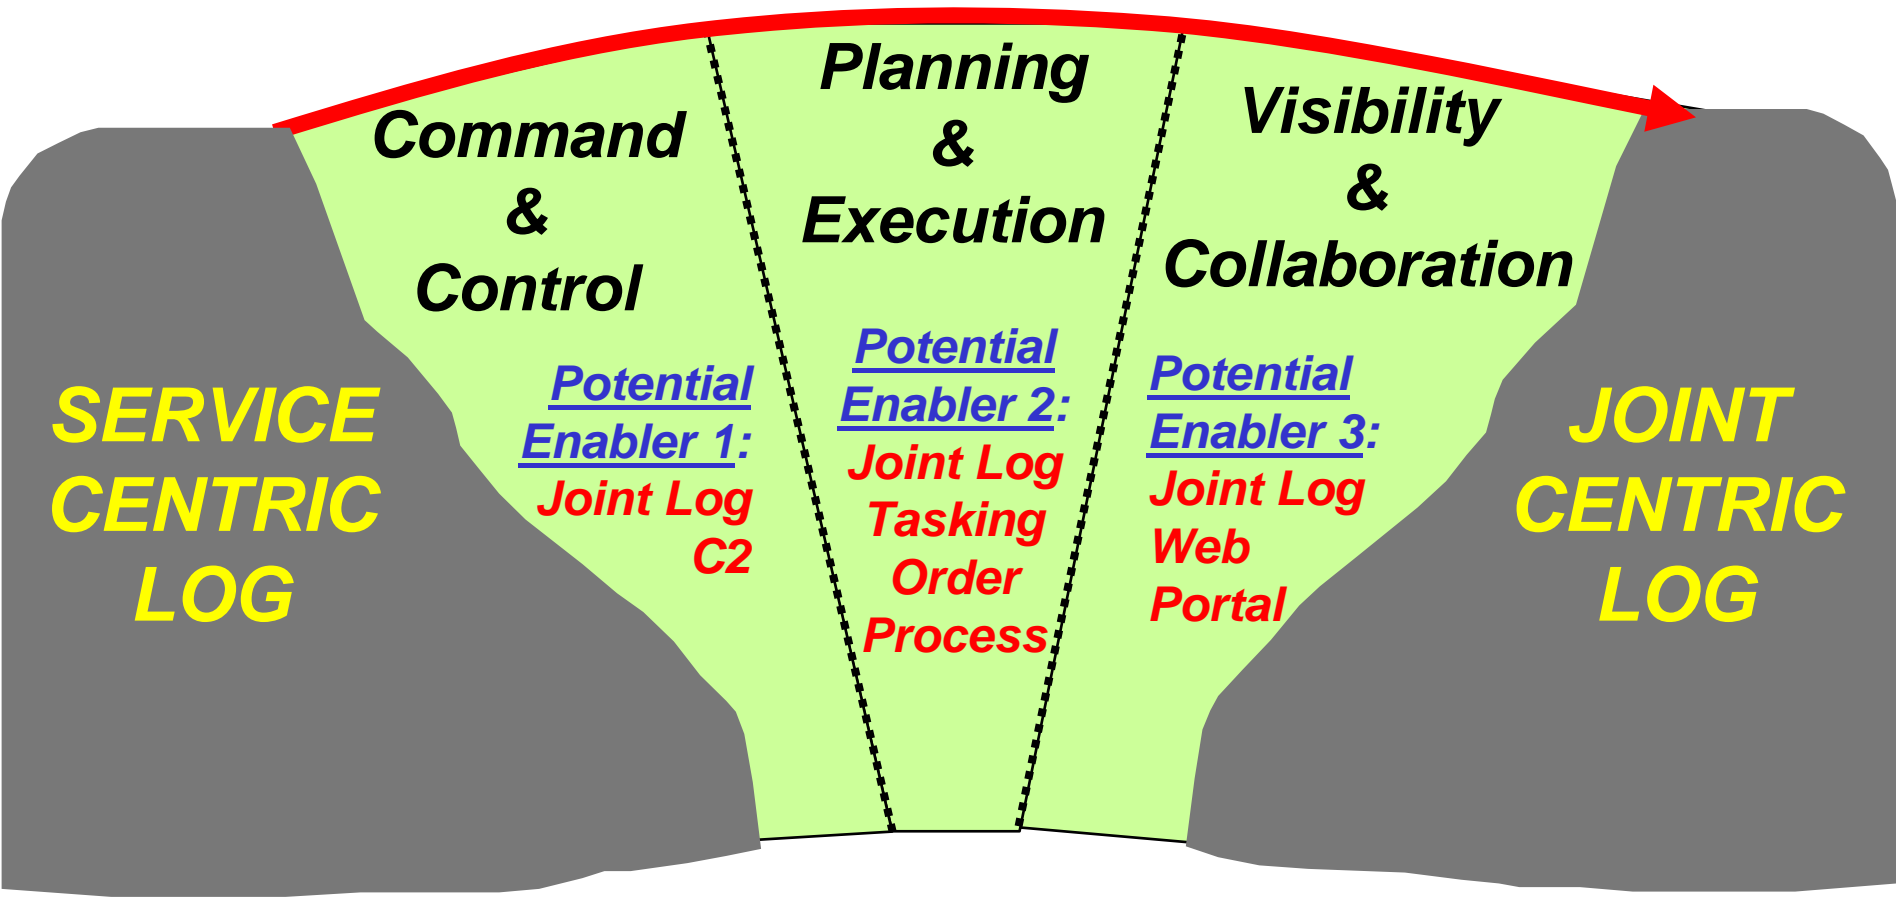 SERVICE
CENTRIC
LOG
Command
&
Control
Potential
Enabler 1:
Joint Log
C2
Planning
&
Execution
Potential
Enabler 2:
Joint Log
Tasking
Order
Process
Visibility
&
Collaboration
Potential
Enabler 3:
Joint Log
Web
Portal
JOINT
CENTRIC
LOG